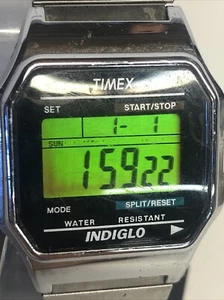 TIMEX
SET START/STOP
1-1
SUN
15922
MODE SPLIT/RESET
WATER RESISTANT
INDIGLO